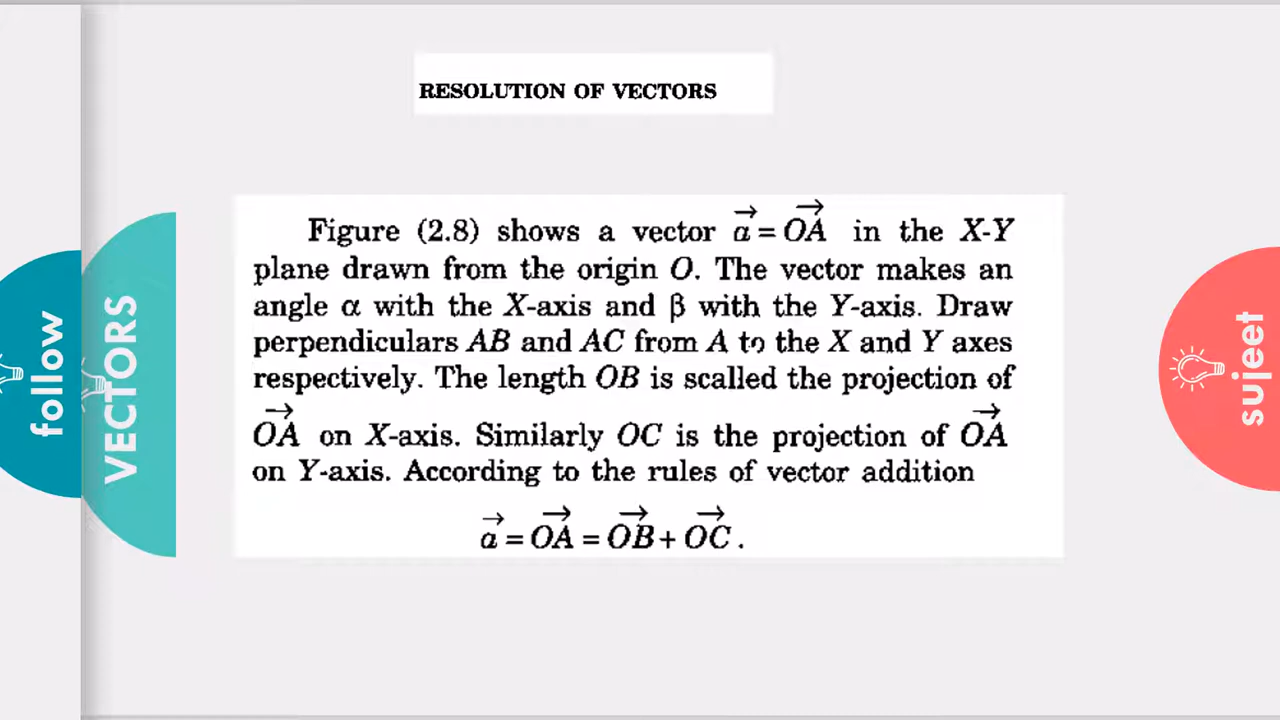 RESOLUTION OF VECTORS
Figure (2.8) shows a vector a⃗ = OA⃗ in the X-Y
plane drawn from the origin O. The vector makes an
angle α with the X-axis and β with the Y-axis. Draw
perpendiculars AB and AC from A to the X and Y axes
respectively. The length OB is scalled the projection of
OA⃗ on X-axis. Similarly OC is the projection of OA⃗
on Y-axis. According to the rules of vector addition
a⃗ = OA⃗ = OB⃗ + OC⃗ .
follow
VECTORS
sujeet